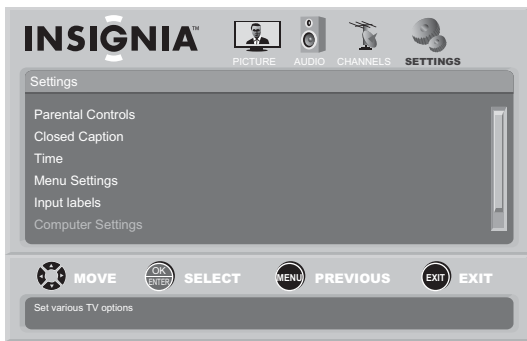 INSIGNIA™
PICTURE AUDIO CHANNELS SETTINGS
Settings
Parental Controls
Closed Caption
Time
Menu Settings
Input labels
Computer Settings
MOVE OK ENTER SELECT MENU PREVIOUS EXIT EXIT
Set various TV options